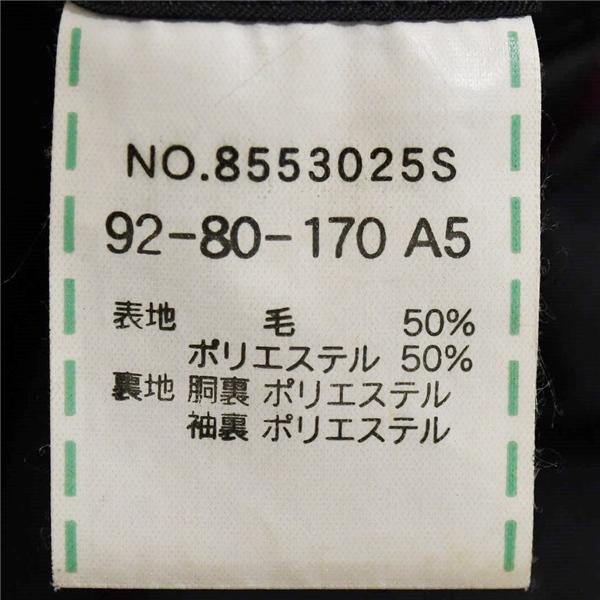 NO.8553025S
92-80-170 A5
表地 毛 50%
ポリエステル 50%
裏地 胴裏 ポリエステル
袖裏 ポリエステル